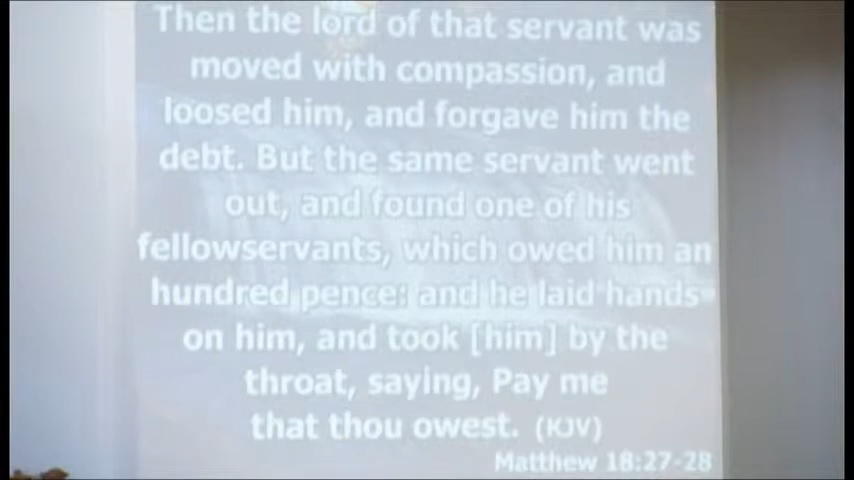 Then the lord of that servant was
moved with compassion, and
loosed him, and forgave him the
debt. But the same servant went
out, and found one of his
fellowservants, which owed him an
hundred pence: and he laid hands
on him, and took [him] by the
throat, saying, Pay me
that thou owest. (KJV)
Matthew 18:27-28